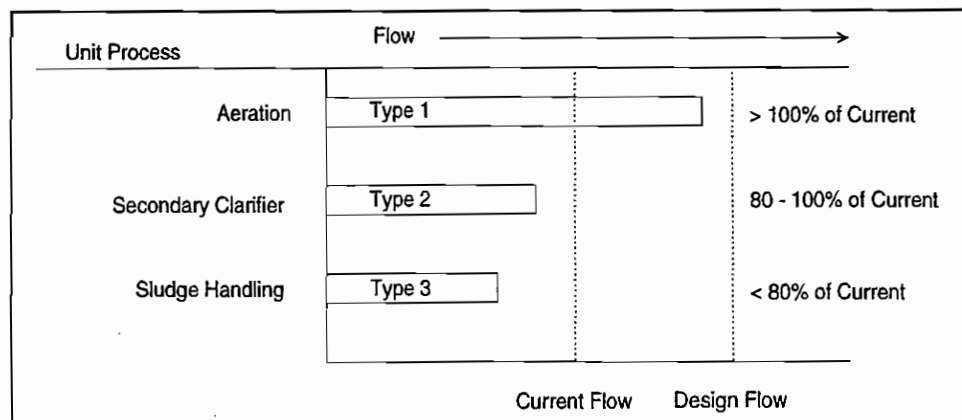 Flow
Unit Process
Aeration
Type 1
> 100% of Current
Secondary Clarifier
Type 2
80 - 100% of Current
Sludge Handling
Type 3
< 80% of Current
Current Flow
Design Flow